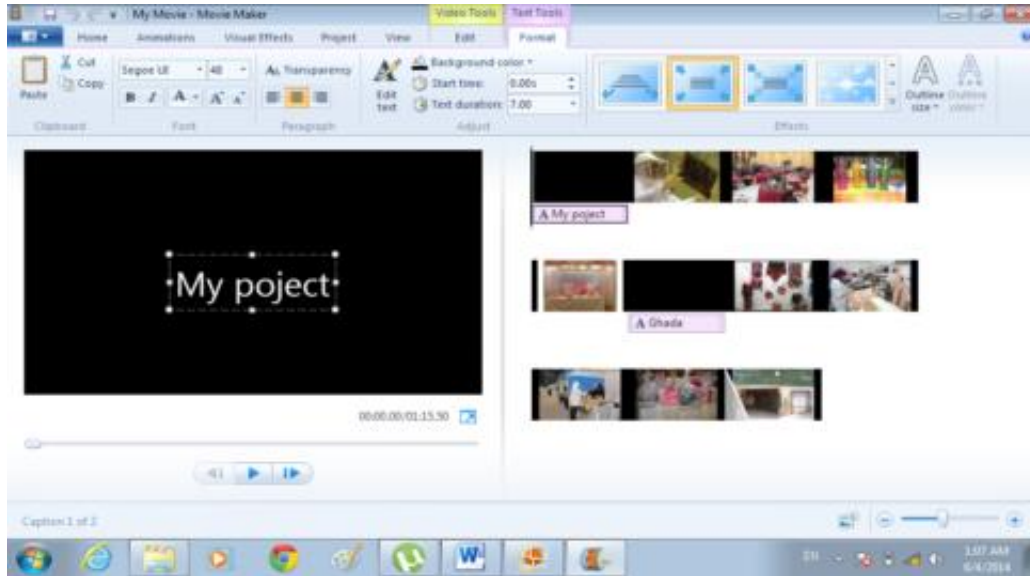 My Movie - Movie Maker
Video Tools
Text Tools
Home
Animations
Visual Effects
Project
View
Edit
Format
Paste
Cut
Copy
Clipboard
Segoe UI
48
B I A A A
Font
Transparency
Paragraph
Edit text
Background color
Start time: 0.00s
Text duration: 7.00
Adjust
Effects
Outline size
Outline color
My poject
A My poject
A Ghada
00:00.00/01:15.50
Caption 1 of 2
EN
1:07 AM
6/4/2014